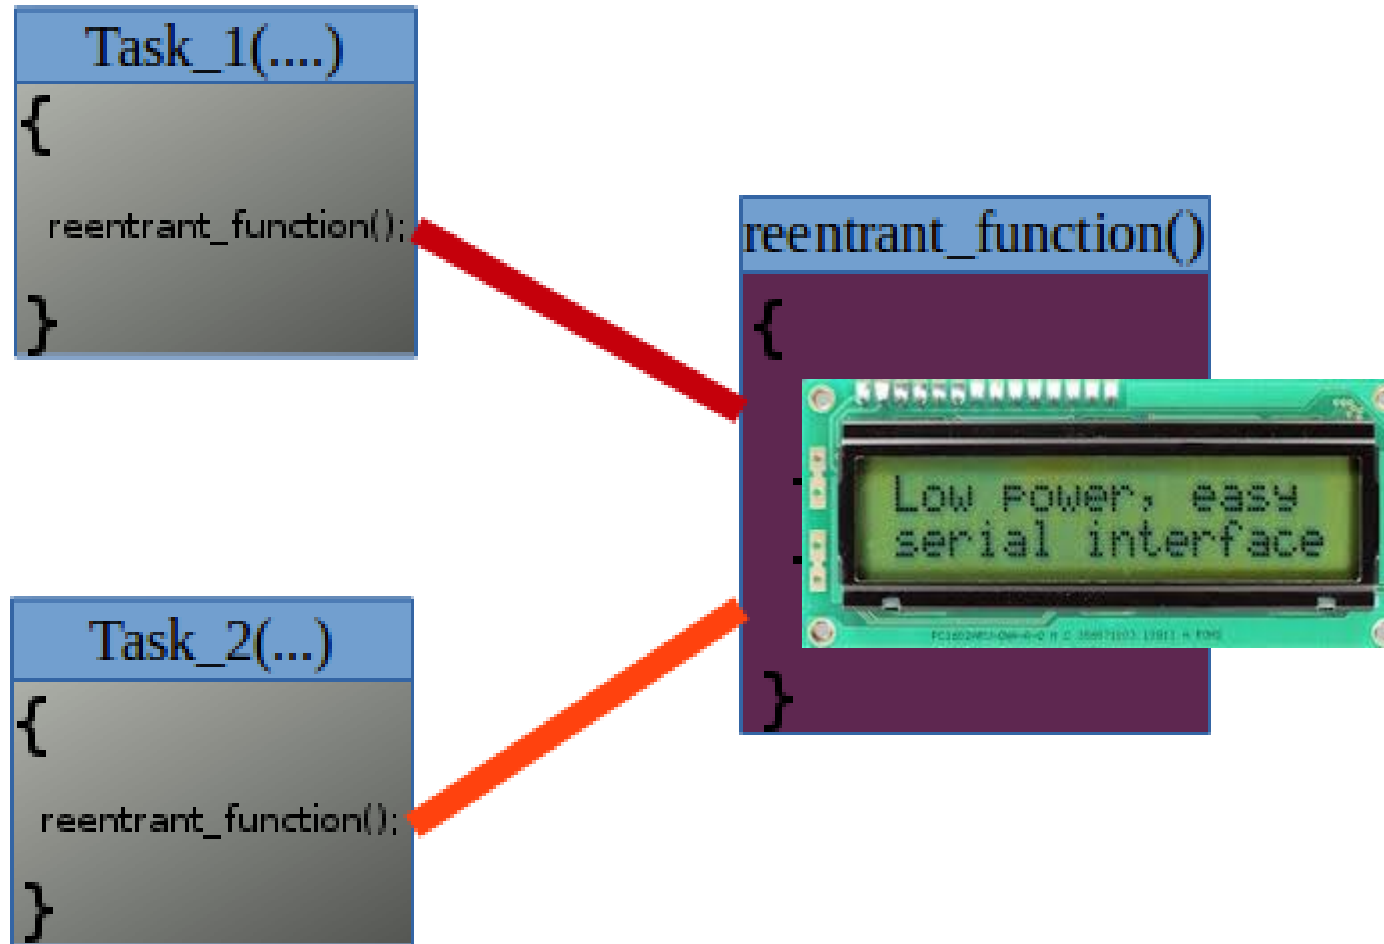 Task_1(....)
{
reentrant_function();
}
reentrant_function()
{
Low power, easy
serial interface
}
Task_2(...)
{
reentrant_function();
}